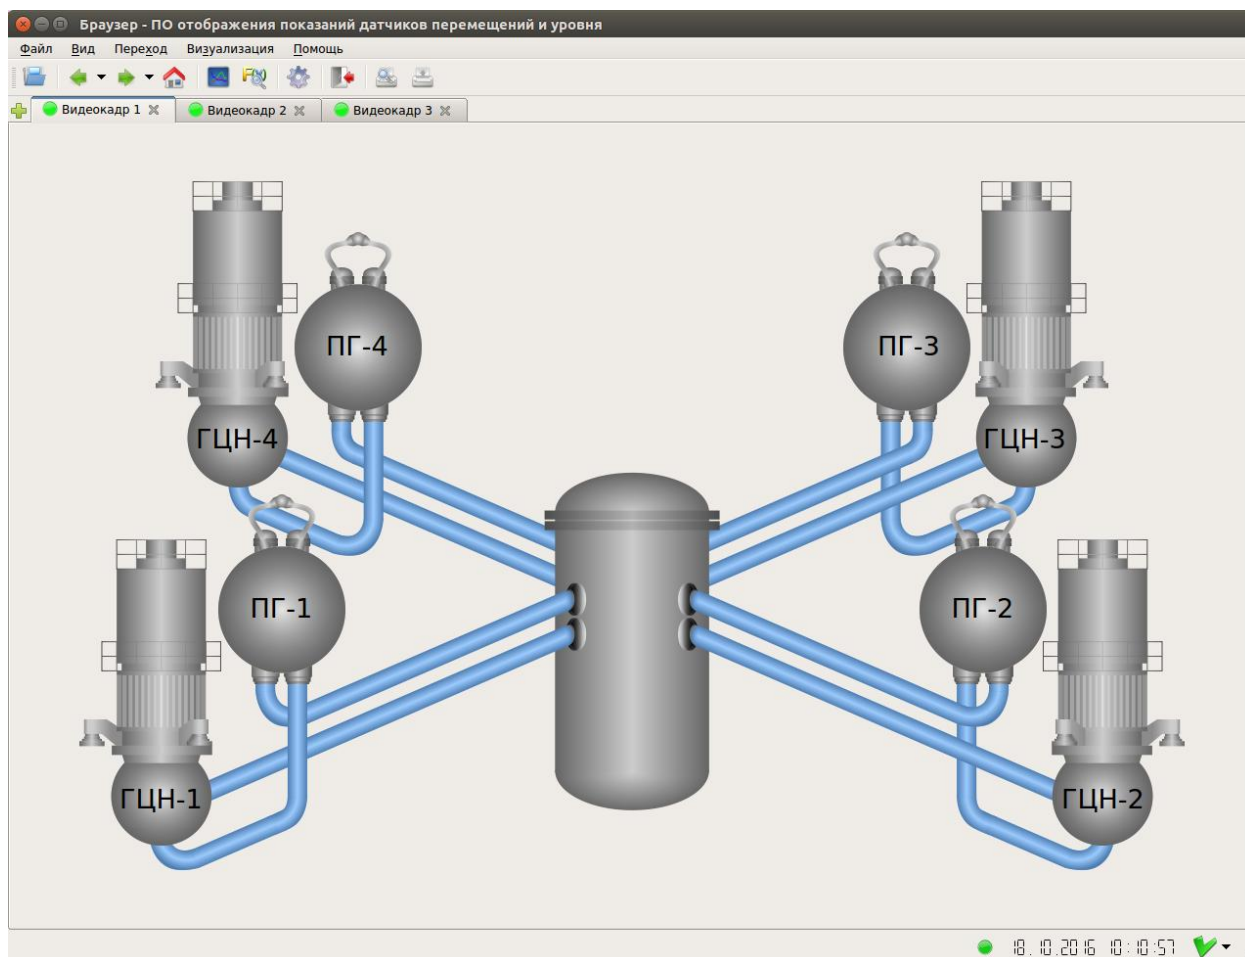 Браузер - ПО отображения показаний датчиков перемещений и уровня
Файл Вид Переход Визуализация Помощь
F(x)
Видеокадр 1 Видеокадр 2 Видеокадр 3
ПГ-4 ПГ-3
ГЦН-4 ГЦН-3
ПГ-1 ПГ-2
ГЦН-1 ГЦН-2
18.10.2016 10:10:57